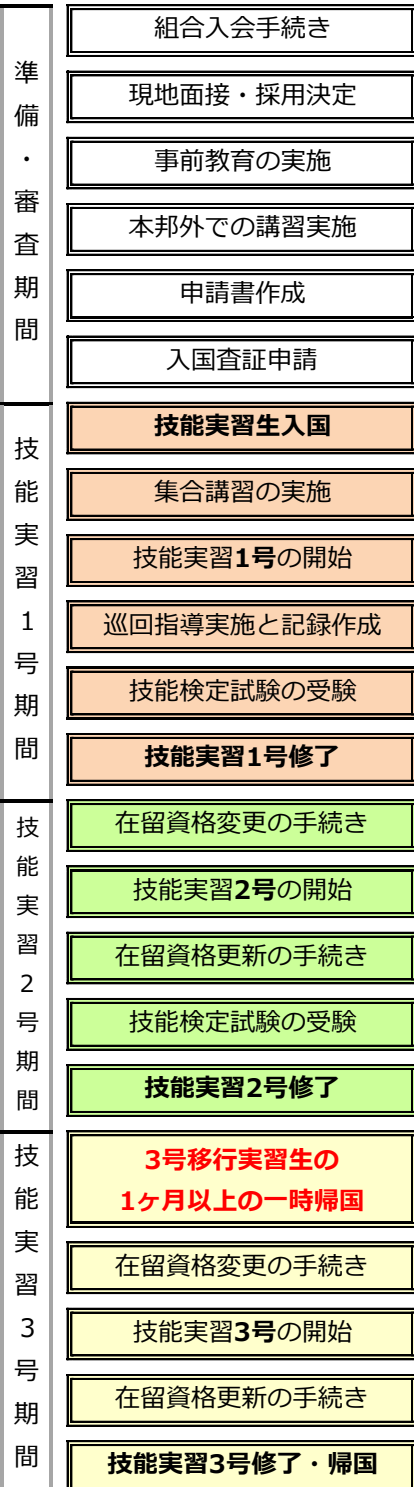 準備・審査期間
組合入会手続き
現地面接・採用決定
事前教育の実施
本邦外での講習実施
申請書作成
入国査証申請
技能実習1号期間
技能実習生入国
集合講習の実施
技能実習1号の開始
巡回指導実施と記録作成
技能検定試験の受験
技能実習1号修了
技能実習2号期間
在留資格変更の手続き
技能実習2号の開始
在留資格更新の手続き
技能検定試験の受験
技能実習2号修了
技能実習3号期間
3号移行実習生の
1ヶ月以上の一時帰国
在留資格変更の手続き
技能実習3号の開始
在留資格更新の手続き
技能実習3号修了・帰国